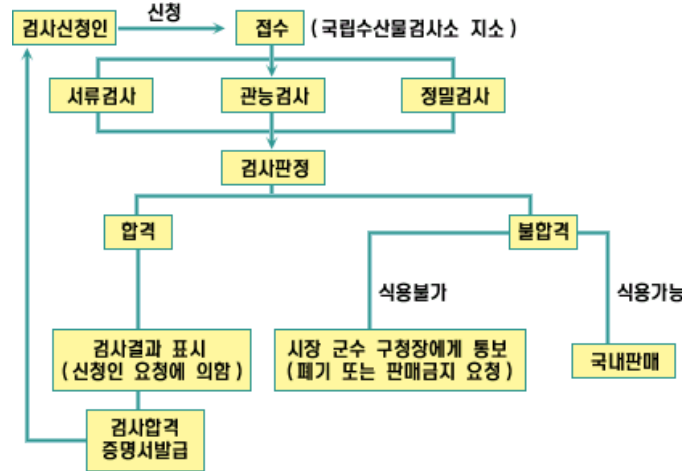 신청
검사신청인
접수
(국립수산물검사소 지소)
서류검사
관능검사
정밀검사
검사판정
합격
불합격
식용불가
식용가능
검사결과 표시
(신청인 요청에 의함)
시장 군수 구청장에게 통보
(폐기 또는 판매금지 요청)
국내판매
검사합격
증명서발급